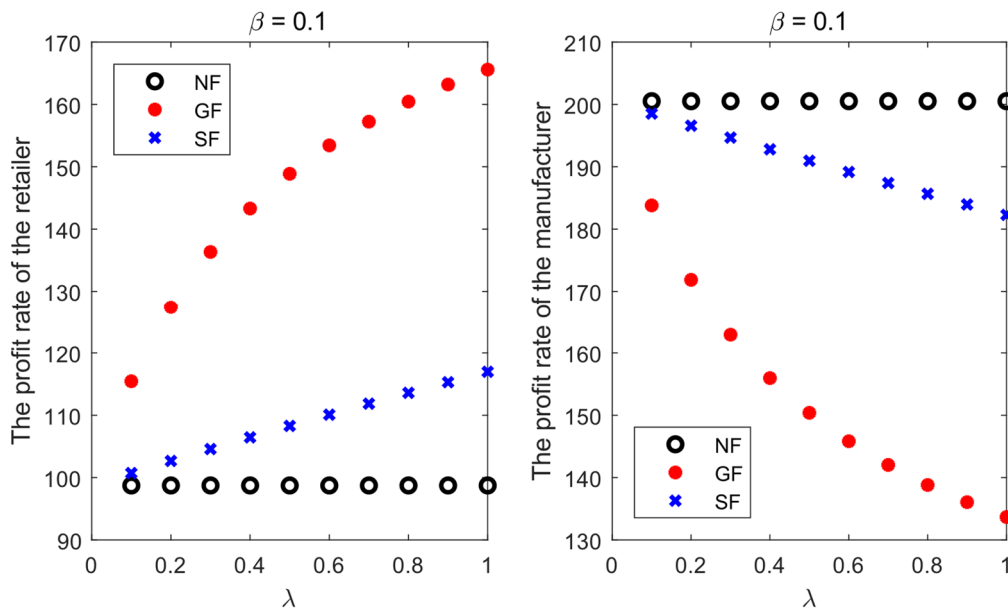 β = 0.1
The profit rate of the retailer
170
160
150
140
130
120
110
100
90
NF
GF
SF
0
0.2
0.4
0.6
0.8
1
λ
β = 0.1
The profit rate of the manufacturer
210
200
190
180
170
160
150
140
130
NF
GF
SF
0
0.2
0.4
0.6
0.8
1
λ